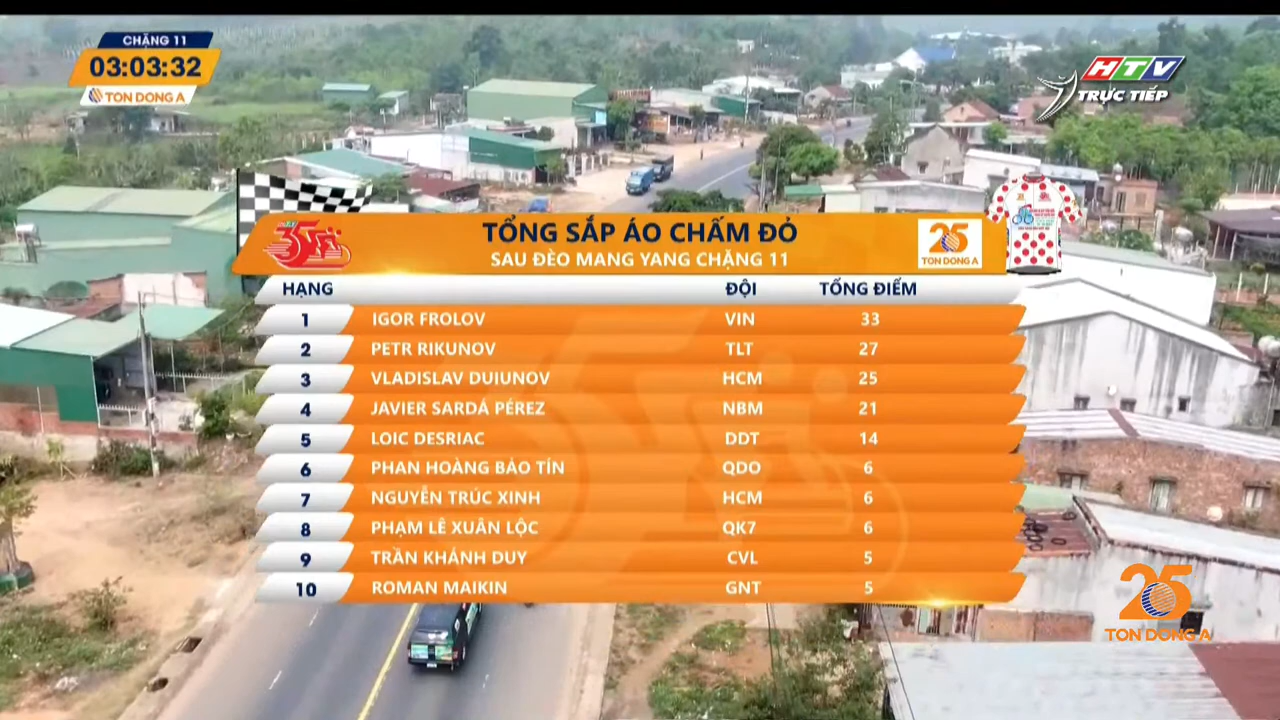 CHẶNG 11
03:03:32
TON DONG A
HTV
TRỰC TIẾP
35
TỔNG SẮP ÁO CHẤM ĐỎ
SAU ĐÈO MANG YANG CHẶNG 11
25
TON DONG A
HẠNG ĐỘI TỔNG ĐIỂM
1 IGOR FROLOV VIN 33
2 PETR RIKUNOV TLT 27
3 VLADISLAV DUIUNOV HCM 25
4 JAVIER SARDÁ PÉREZ NBM 21
5 LOIC DESRIAC DDT 14
6 PHAN HOÀNG BẢO TÍN QDO 6
7 NGUYỄN TRÚC XINH HCM 6
8 PHẠM LÊ XUÂN LỘC QK7 6
9 TRẦN KHÁNH DUY CVL 5
10 ROMAN MAIKIN GNT 5
25
TON DONG A